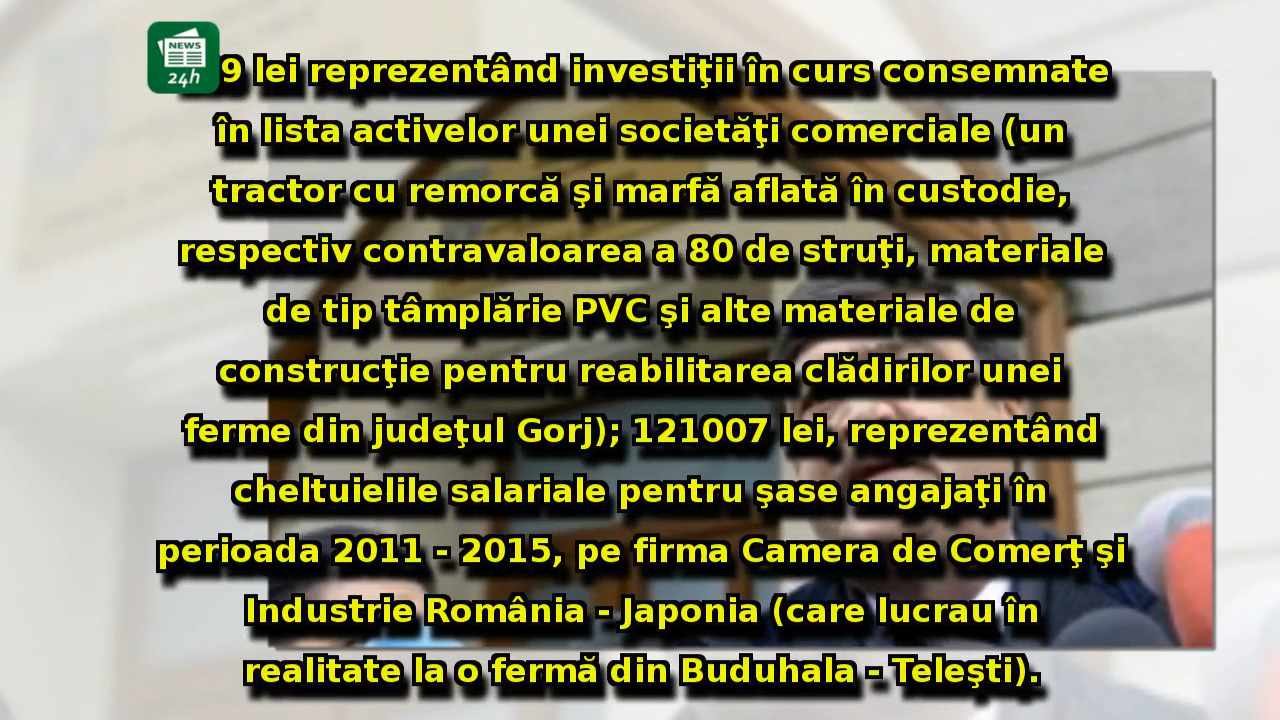 NEWS
24h
9 lei reprezentând investiţii în curs consemnate
în lista activelor unei societăţi comerciale (un
tractor cu remorcă şi marfă aflată în custodie,
respectiv contravaloarea a 80 de struţi, materiale
de tip tâmplărie PVC şi alte materiale de
construcţie pentru reabilitarea clădirilor unei
ferme din judeţul Gorj); 121007 lei, reprezentând
cheltuielile salariale pentru şase angajaţi în
perioada 2011 - 2015, pe firma Camera de Comerţ şi
Industrie România - Japonia (care lucrau în
realitate la o fermă din Buduhala - Teleşti).